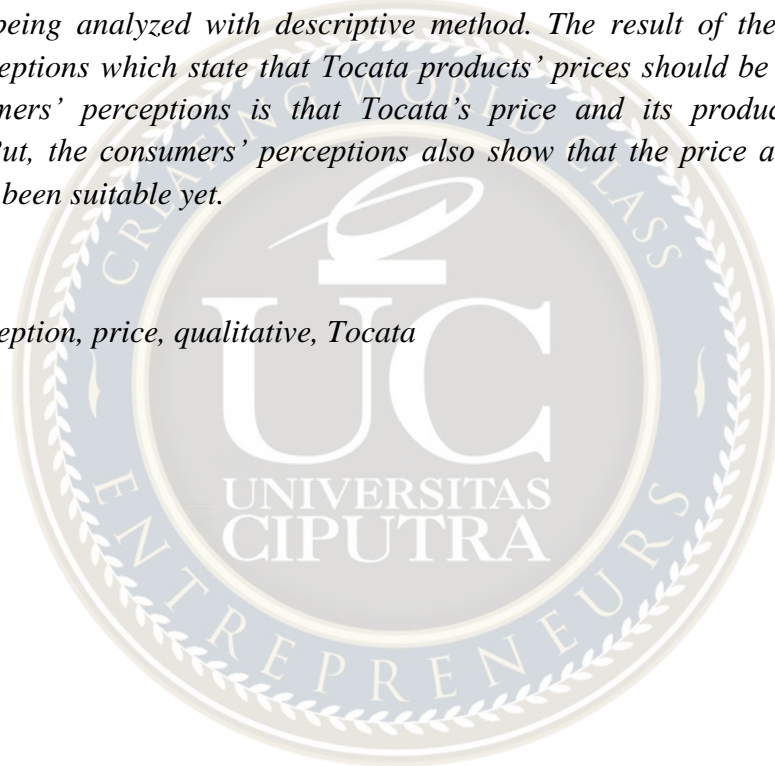 being analyzed with descriptive method. The result of the
eptions which state that Tocata products' prices should be
mers' perceptions is that Tocata's price and its produc
But, the consumers' perceptions also show that the price a
been suitable yet.
eption, price, qualitative, Tocata
CREATING WORLD CLASS
UC
UNIVERSITAS
CIPUTRA
ENTREPRENEURS